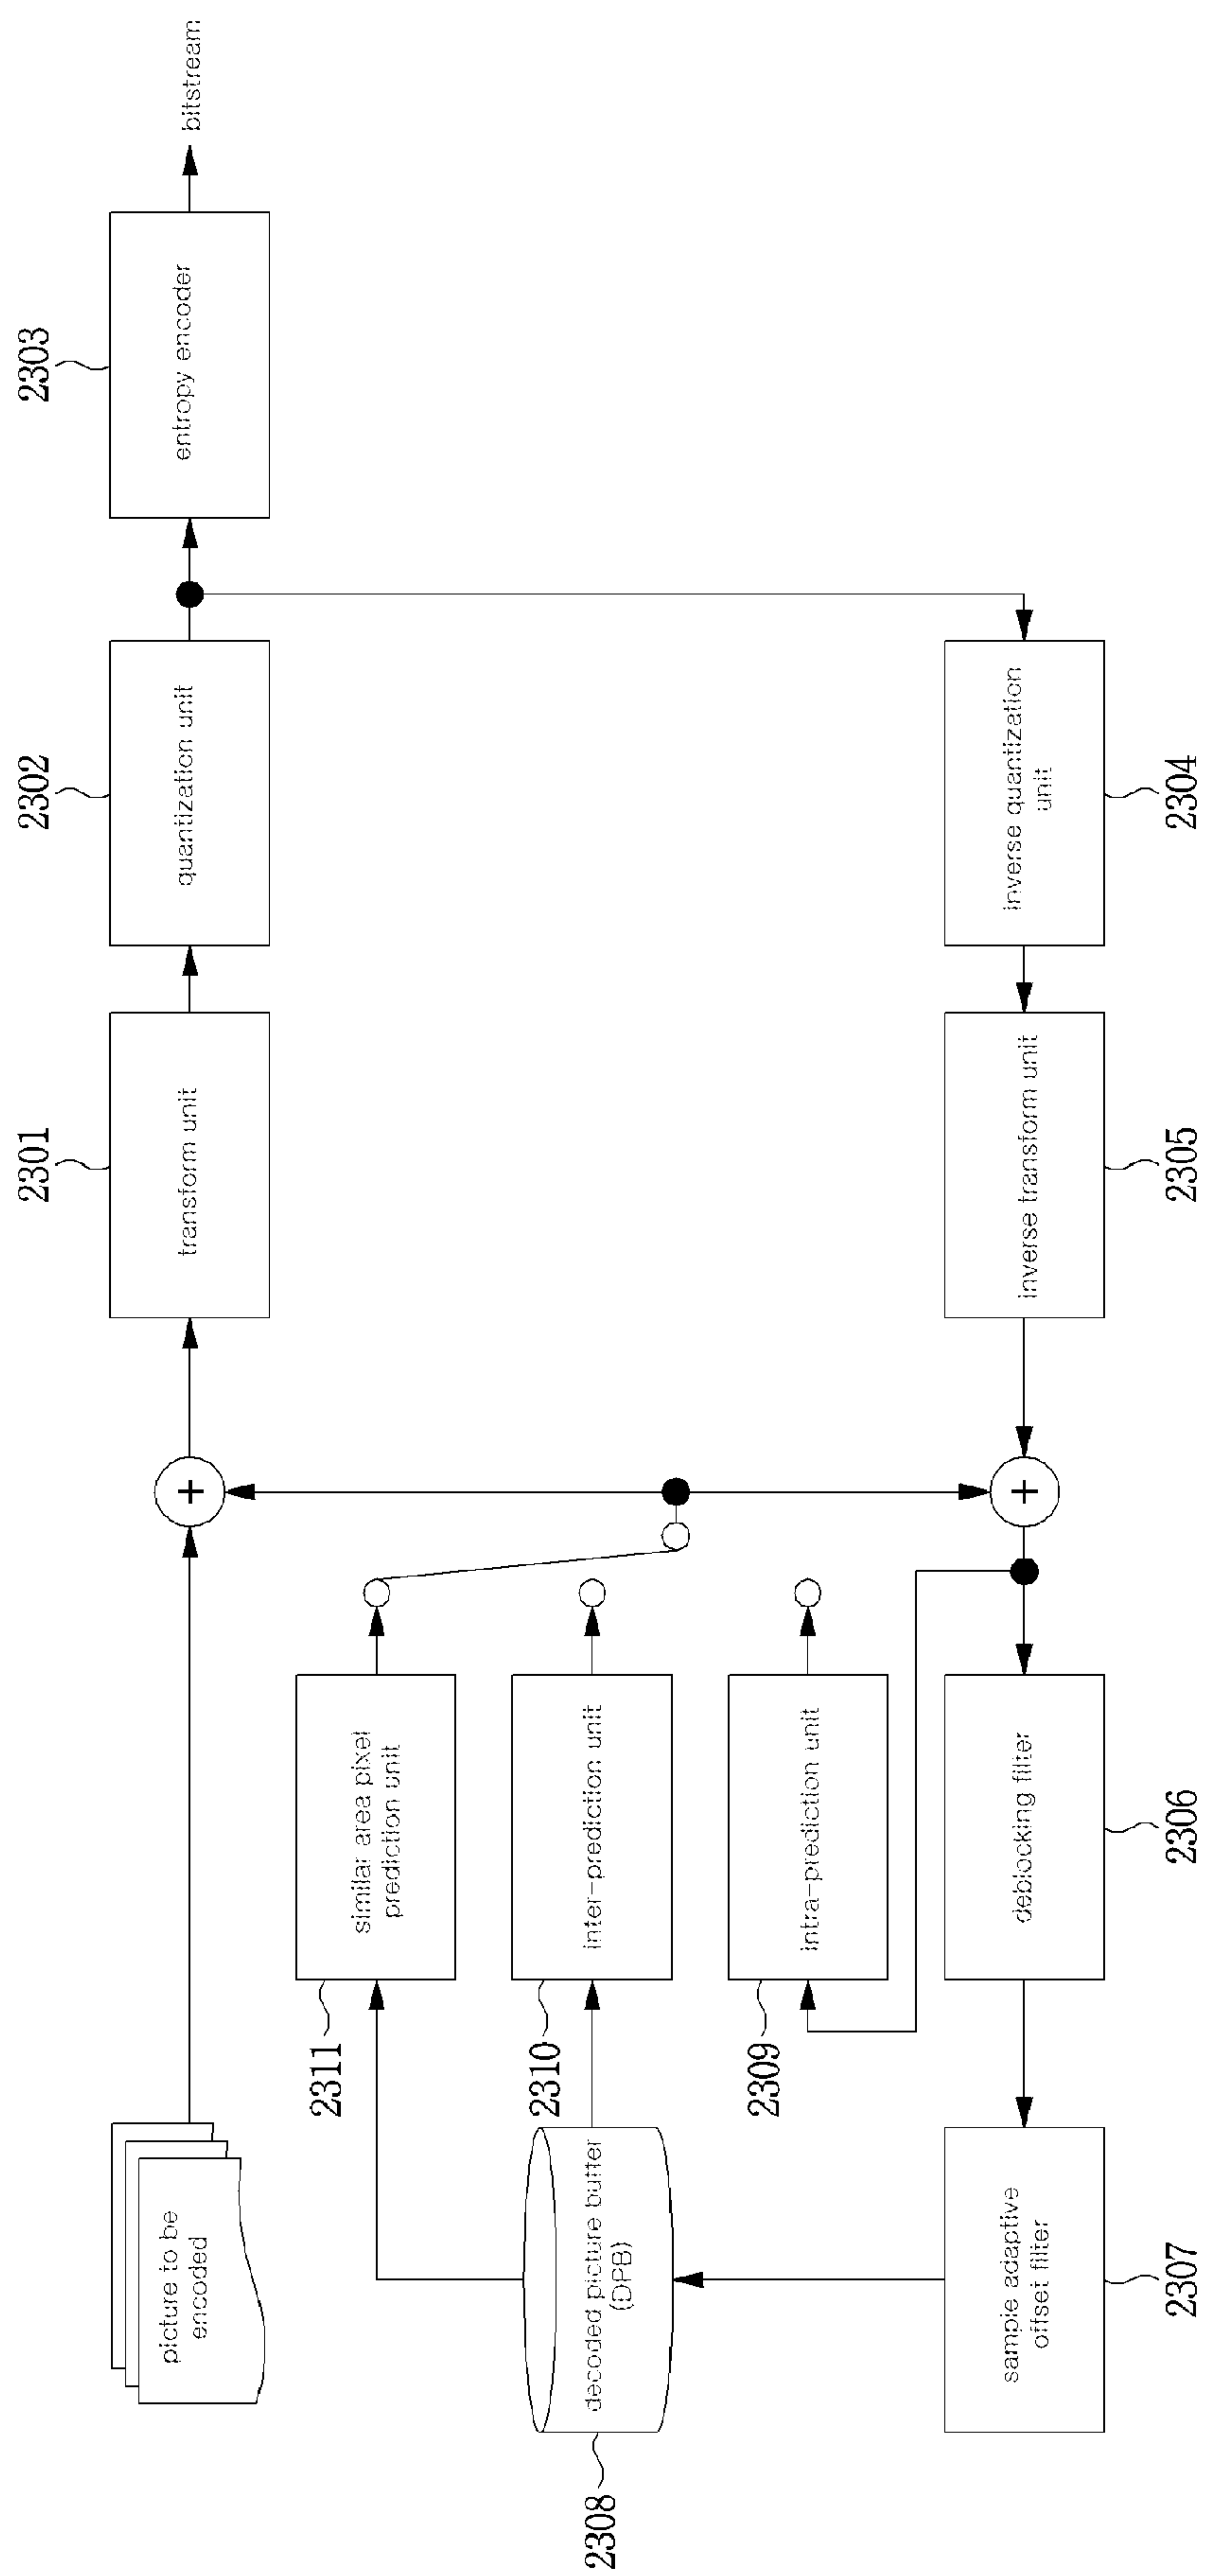 2301
2302
2303
picture to be
encoded
transform unit
quantization unit
entropy encoder
bitstream
2311
similar area pixel
prediction unit
2308
decoded picture buffer
(DPB)
2310
inter-prediction unit
2309
intra-prediction unit
sample adaptive
offset filter
deblocking filter
inverse transform unit
inverse quantization
unit
2307
2306
2305
2304
+
+